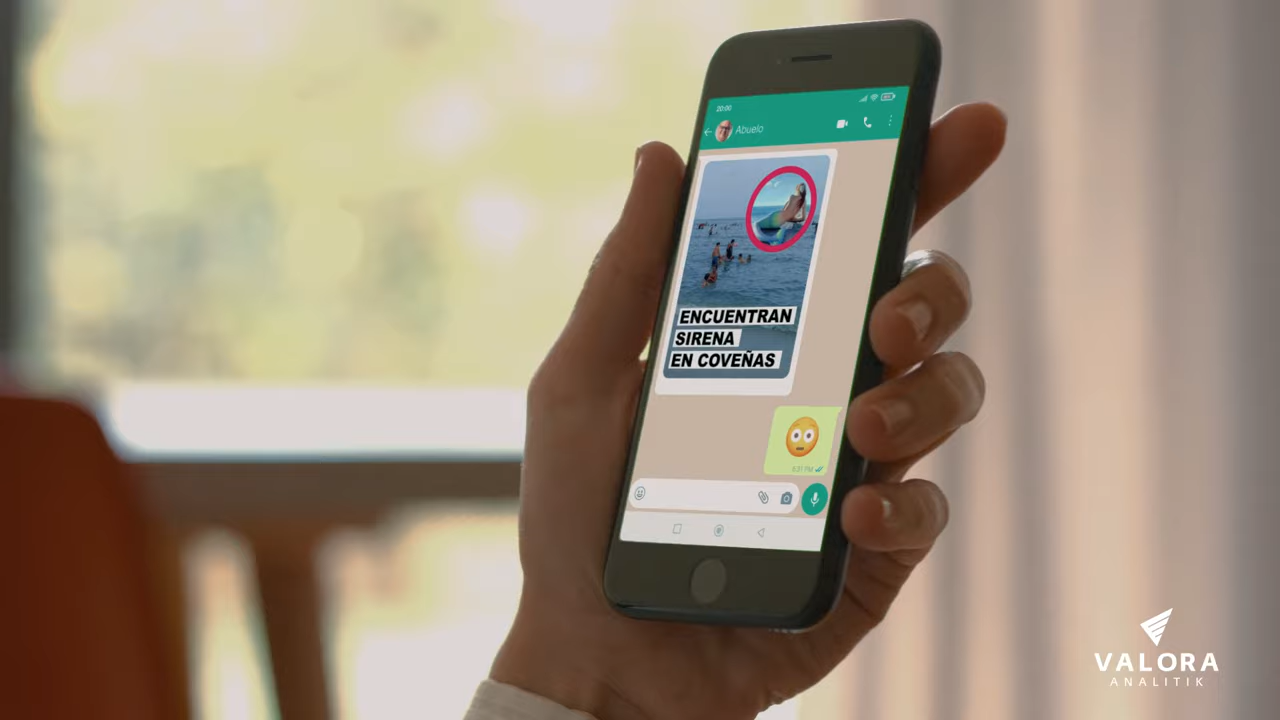 20:00
Abuelo
ENCUENTRAN
SIRENA
EN COVEÑAS
VALORA
ANALITIK